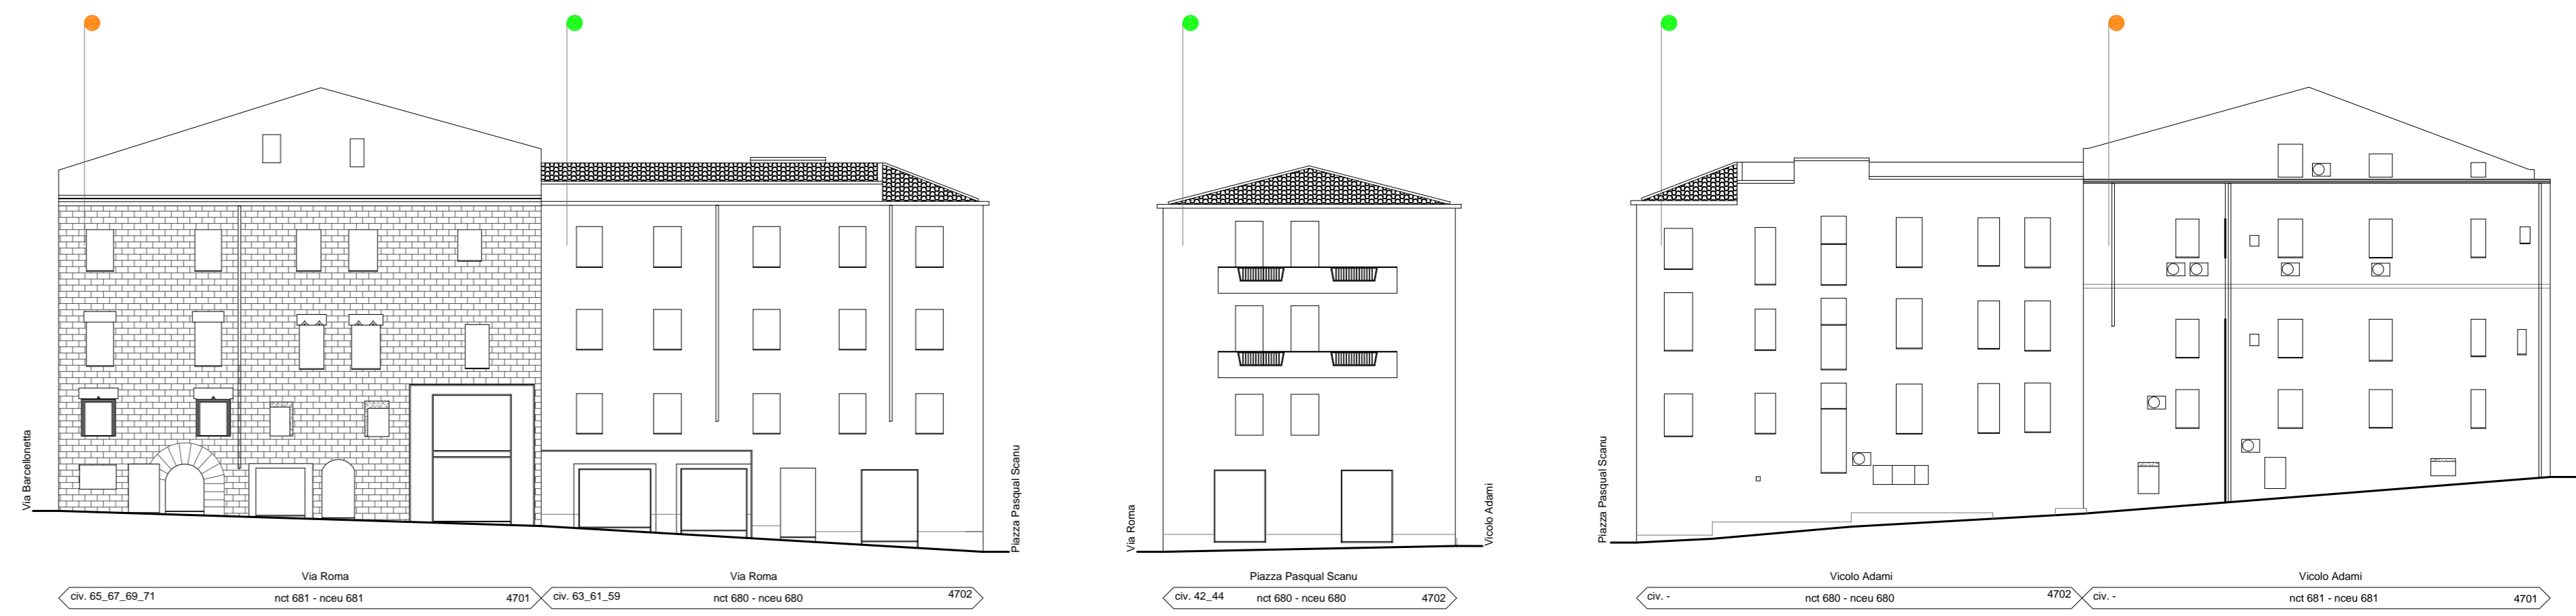 Via Barcellonetta
Piazza Pasqual Scanu
Via Roma
civ. 65_67_69_71
nct 681 - nceu 681
4701
Via Roma
civ. 63_61_59
nct 680 - nceu 680
4702
Via Roma
Vicolo Adami
Piazza Pasqual Scanu
civ. 42_44
nct 680 - nceu 680
4702
Piazza Pasqual Scanu
Vicolo Adami
civ. -
nct 680 - nceu 680
4702
Vicolo Adami
civ. -
nct 681 - nceu 681
4701